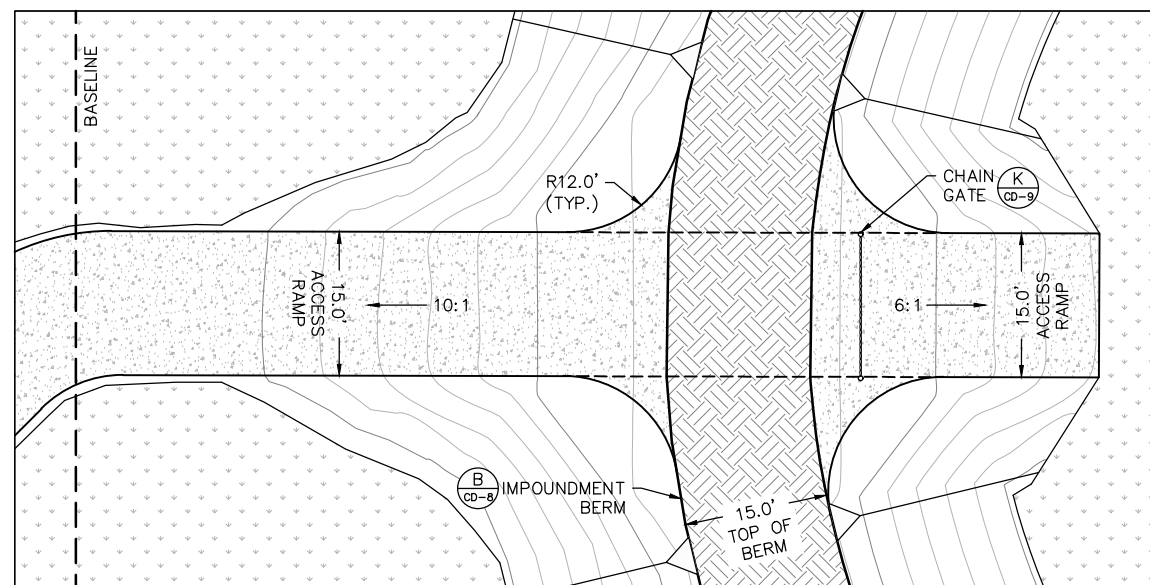 BASELINE
R12.0'
(TYP.)
CHAIN
GATE
K
CD-9
15.0'
ACCESS
RAMP
10:1
6:1
15.0'
ACCESS
RAMP
B
CD-8
IMPOUNDMENT
BERM
15.0'
TOP OF
BERM